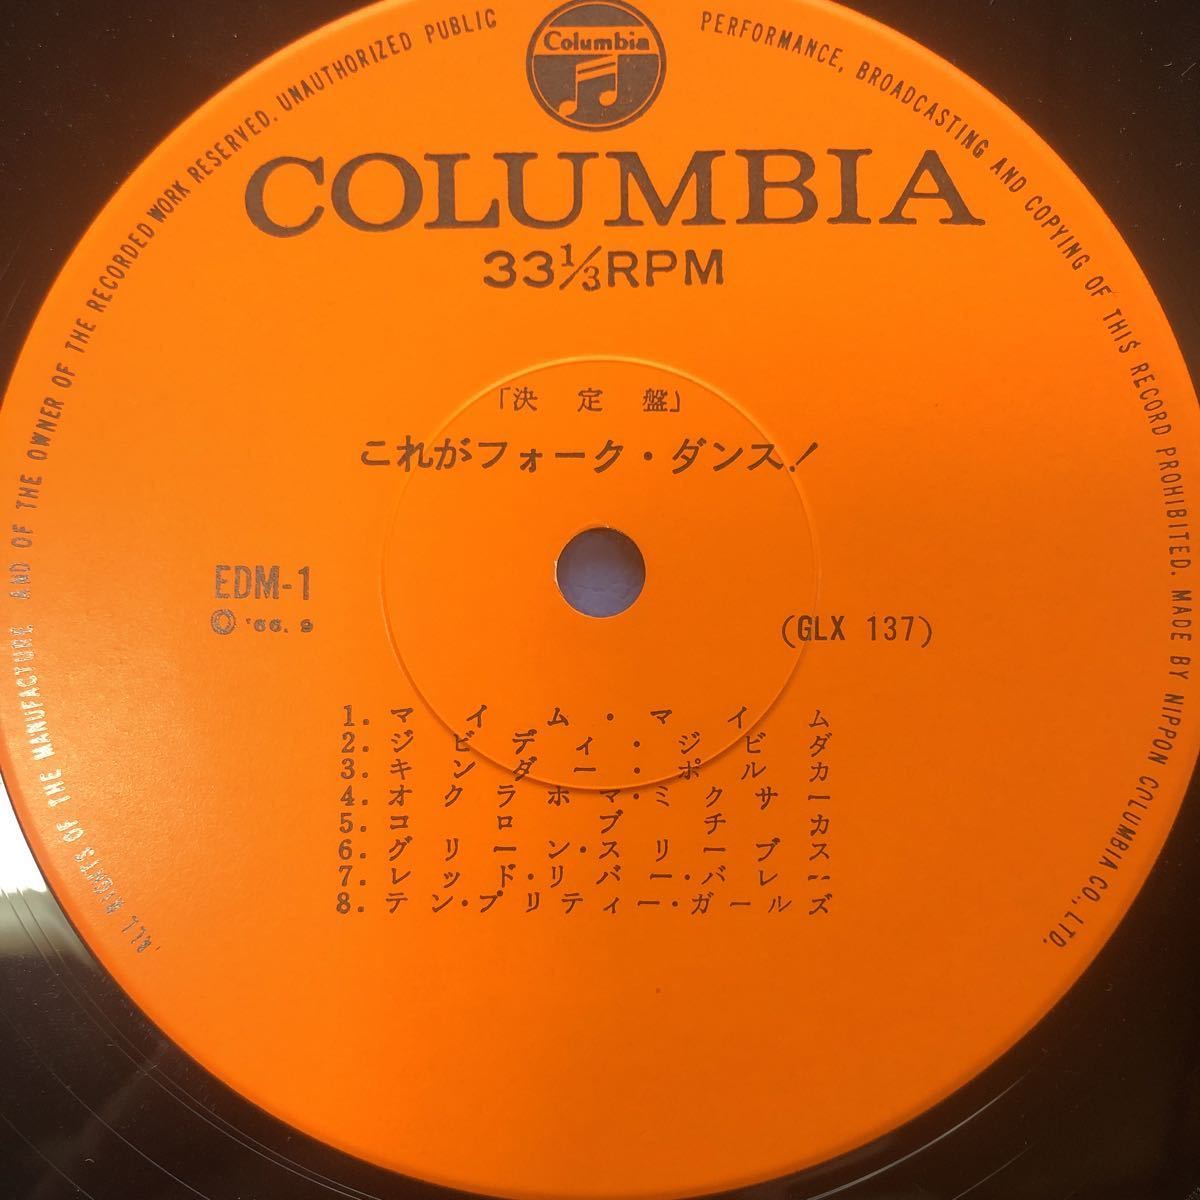 Columbia
ALL RIGHTS OF THE MANUFACTURE AND OF THE OWNER OF THE RECORDED WORK RESERVED. UNAUTHORIZED PUBLIC PERFORMANCE, BROADCASTING AND COPYING OF THIS RECORD PROHIBITED. MADE BY NIPPON COLUMBIA CO., LTD.
COLUMBIA
33⅓RPM
「決定盤」
これがフォーク・ダンス!
EDM-1
(GLX 137)
Ⓒ '66. 9
1. マイム・マイム
2. ジビディ・ジビダ
3. キンダー・ポルカ
4. オクラホマ・ミクサー
5. コロブチカ
6. グリーン・スリーブス
7. レッド・リバー・バレー
8. テン・プリティー・ガールズ